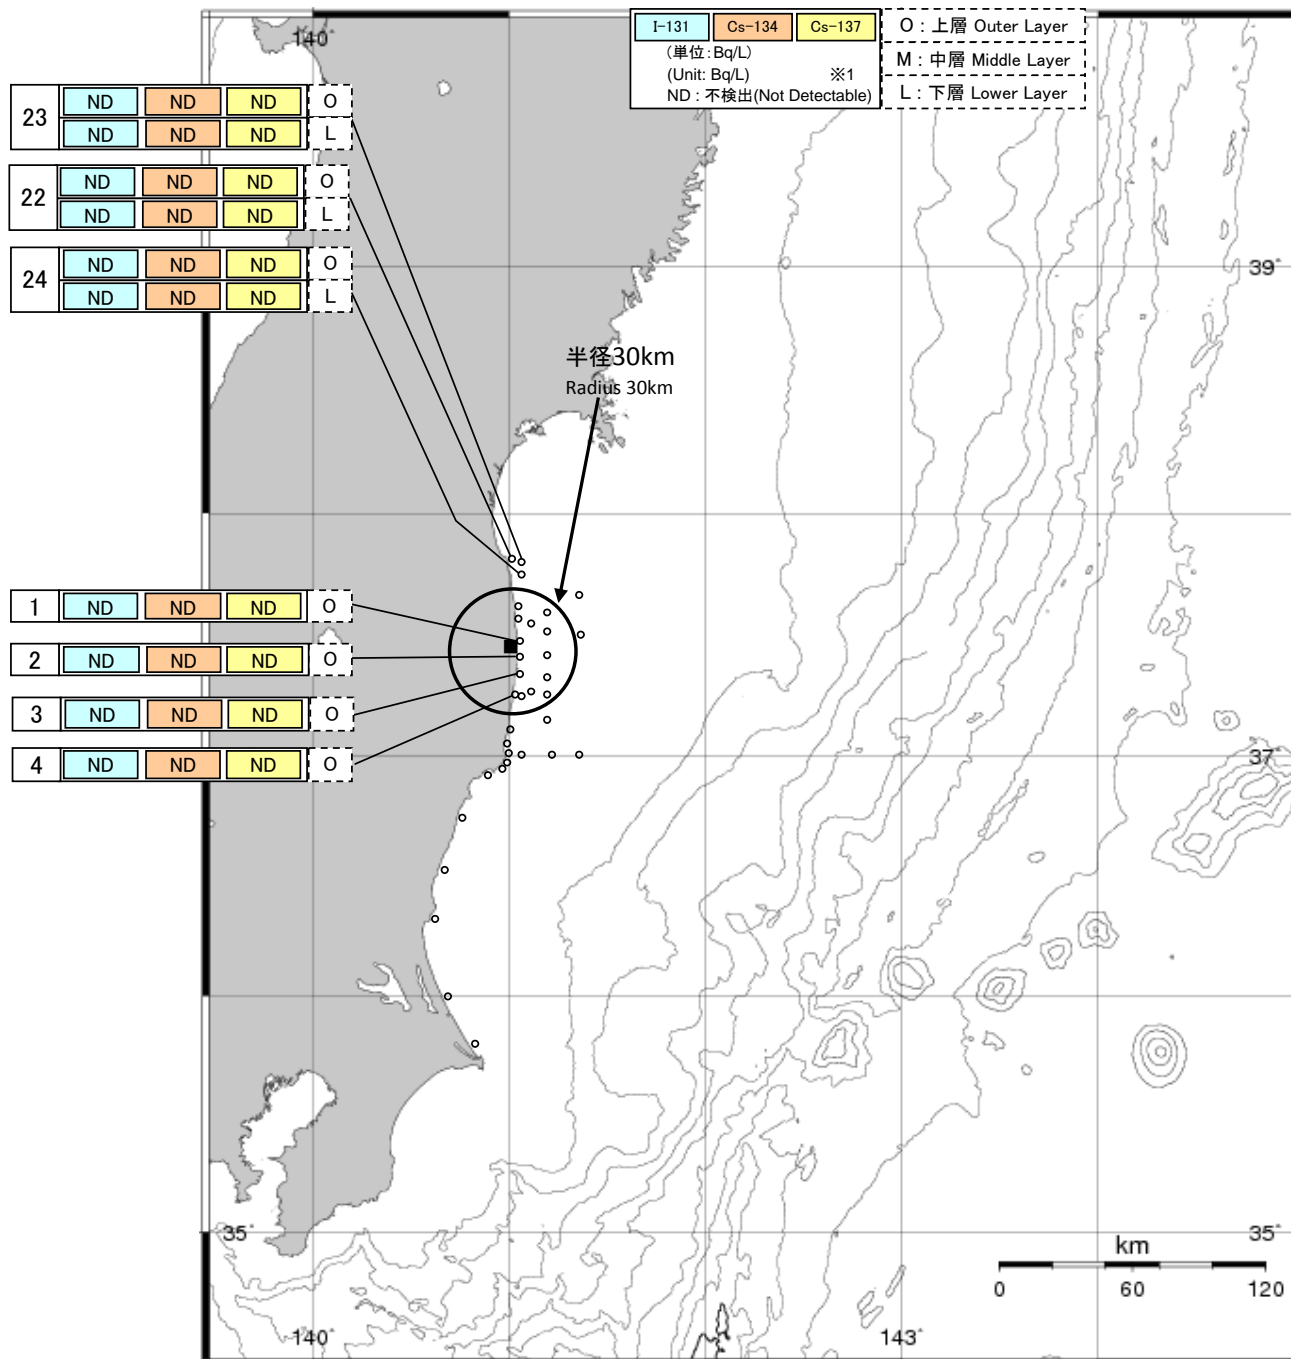 140°
I-131 Cs-134 Cs-137
(単位:Bq/L)
(Unit: Bq/L) ※1
ND : 不検出(Not Detectable)
O : 上層 Outer Layer
M : 中層 Middle Layer
L : 下層 Lower Layer
23
ND ND ND O
ND ND ND L
22
ND ND ND O
ND ND ND L
24
ND ND ND O
ND ND ND L
39°
半径30km
Radius 30km
1 ND ND ND O
2 ND ND ND O
3 ND ND ND O
4 ND ND ND O
37°
35°
35°
km
0 60 120
140°
143°